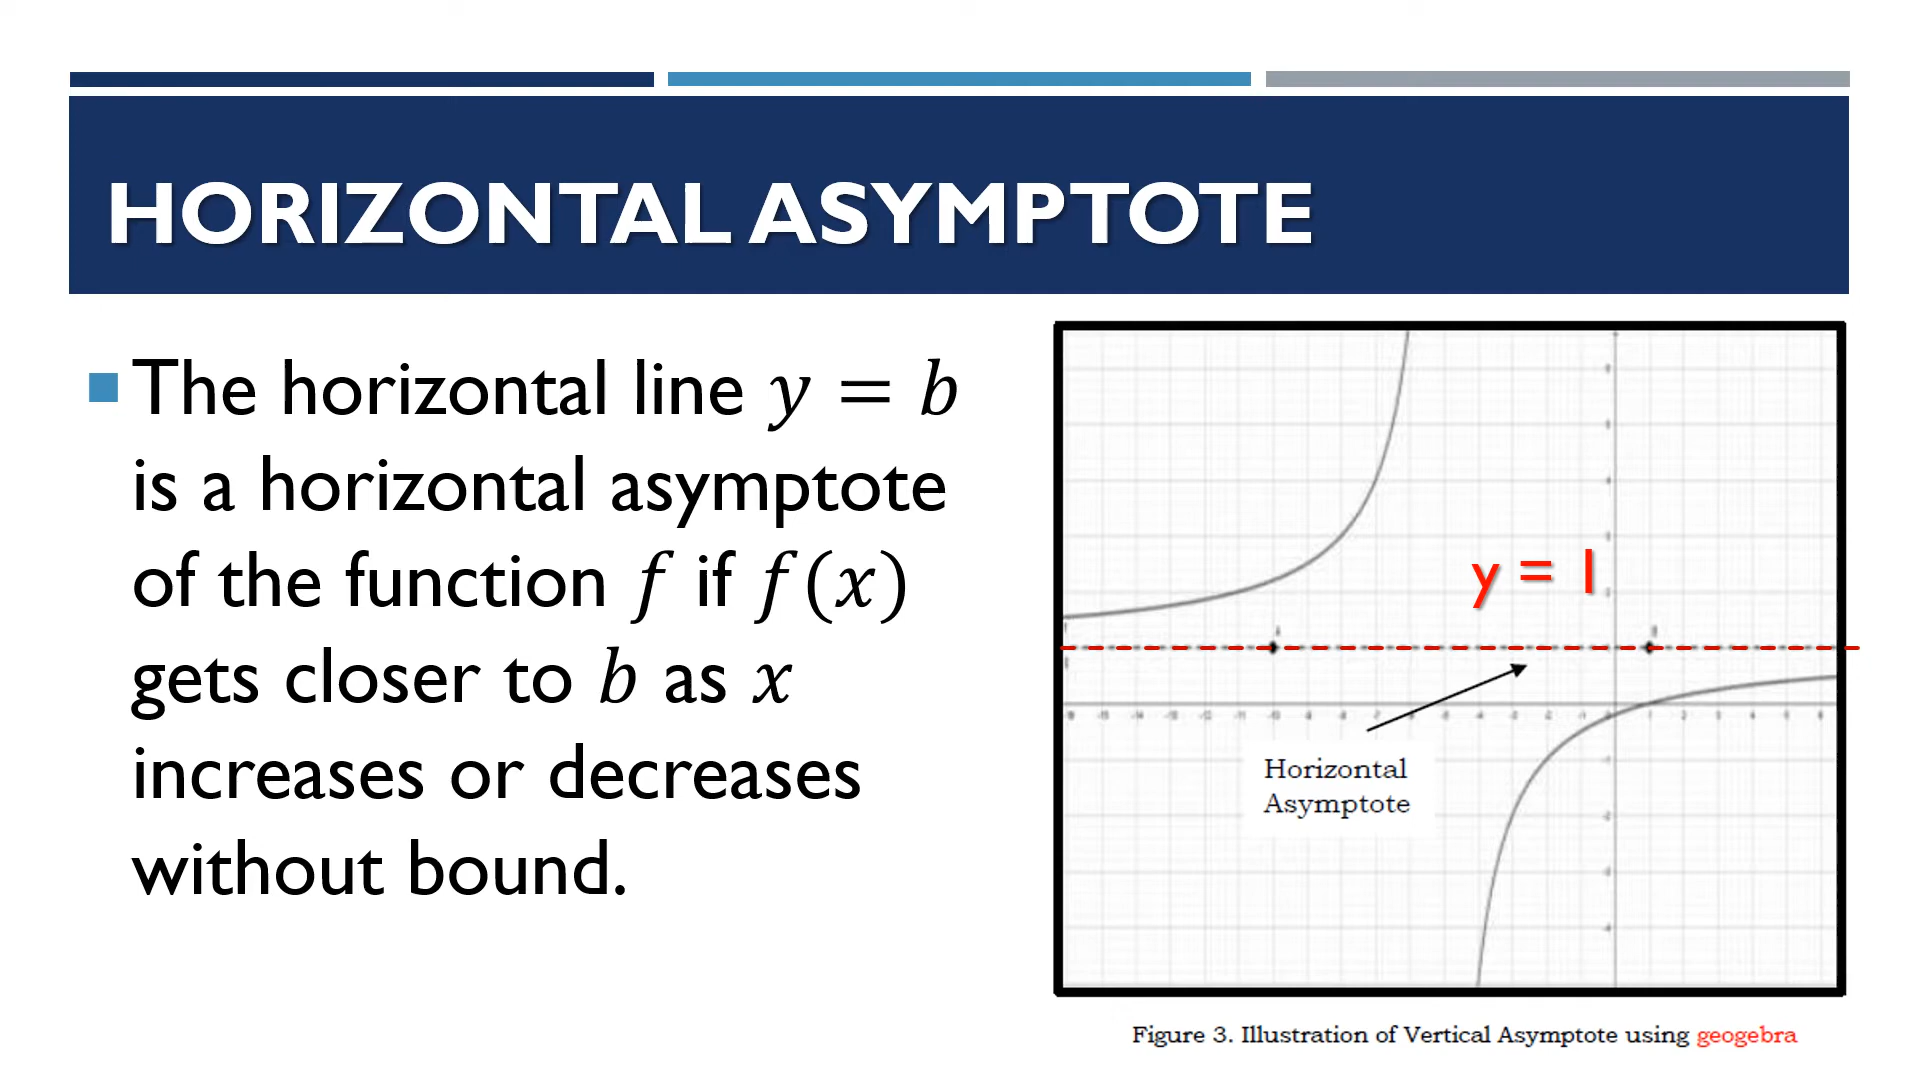 HORIZONTAL ASYMPTOTE
The horizontal line y = b
is a horizontal asymptote
of the function f if f(x)
gets closer to b as x
increases or decreases
without bound.
y = 1
Horizontal
Asymptote
Figure 3. Illustration of Vertical Asymptote using geogebra